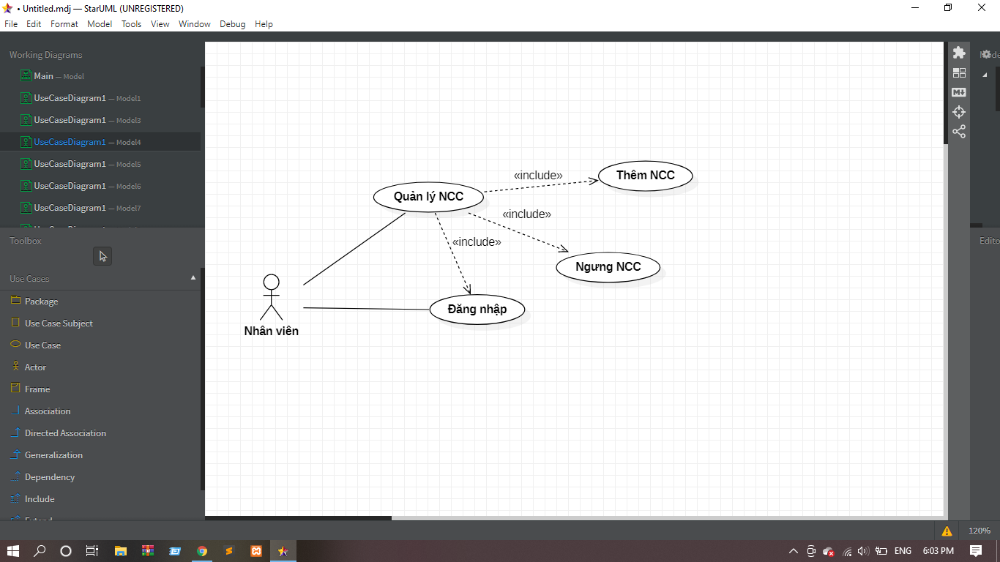 • Untitled.mdj — StarUML (UNREGISTERED)
File Edit Format Model Tools View Window Debug Help
Working Diagrams
Main — Model
UseCaseDiagram1 — Model1
UseCaseDiagram1 — Model3
UseCaseDiagram1 — Model4
UseCaseDiagram1 — Model5
UseCaseDiagram1 — Model6
UseCaseDiagram1 — Model7
Toolbox
Use Cases
Package
Use Case Subject
Use Case
Actor
Frame
Association
Directed Association
Generalization
Dependency
Include
Extend
«include»
Thêm NCC
Quản lý NCC
«include»
«include»
Ngưng NCC
Đăng nhập
Nhân viên
M
Edito
120%
ENG 6:03 PM